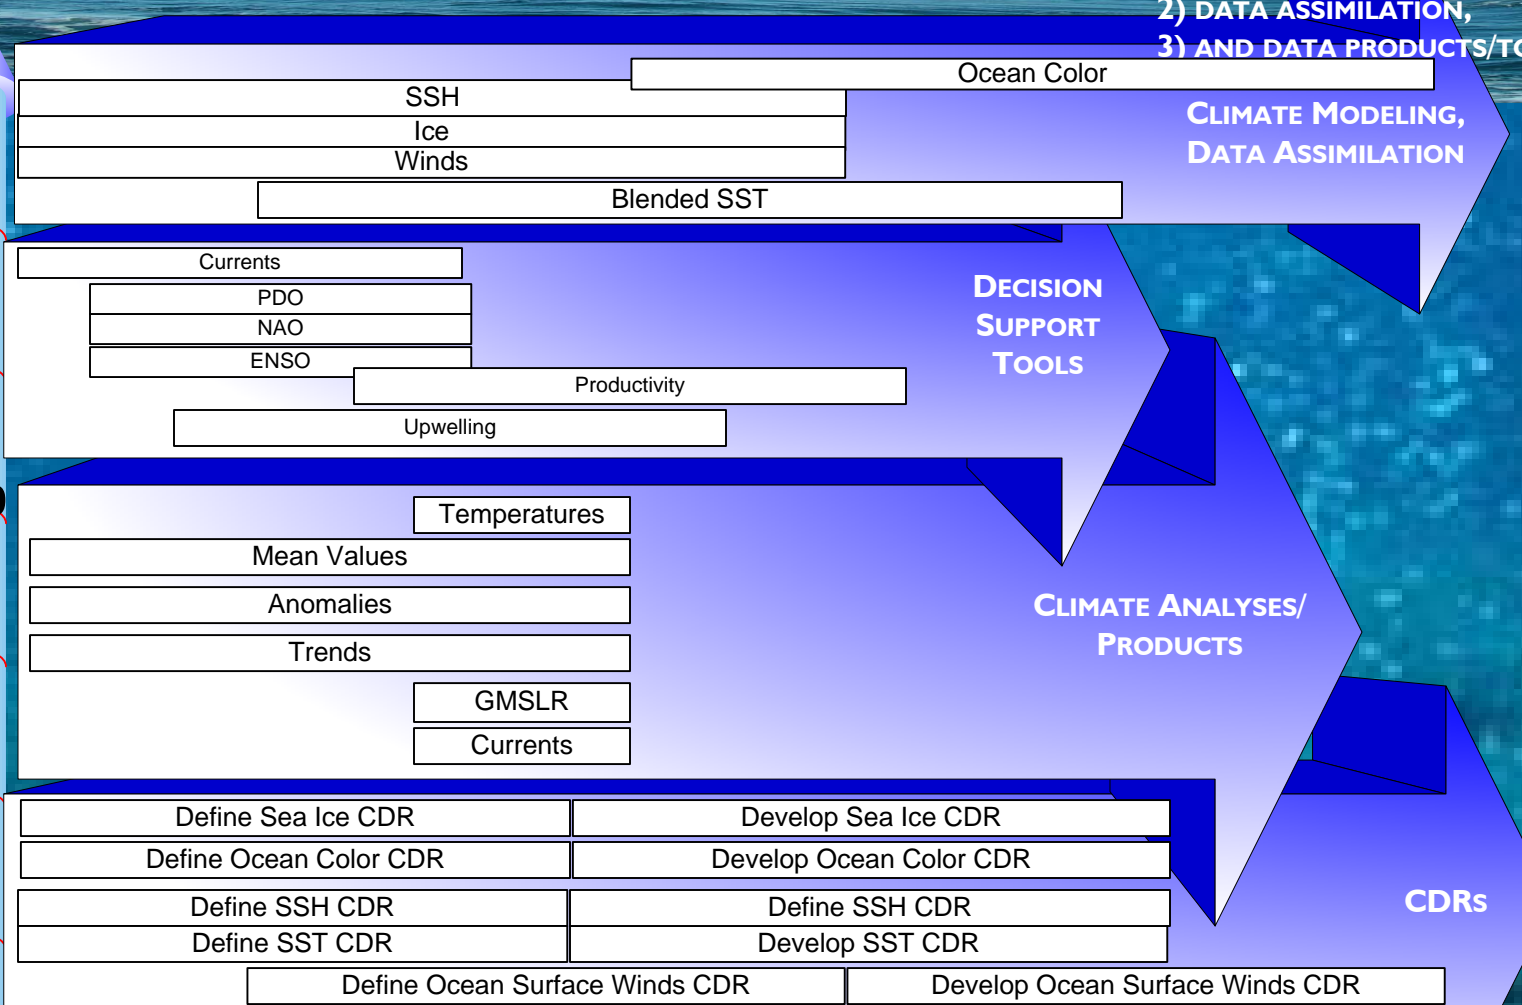 2) DATA ASSIMILATION,
3) AND DATA PRODUCTS/TO
Ocean Color
SSH
Ice
Winds
Blended SST
CLIMATE MODELING,
DATA ASSIMILATION
Currents
PDO
NAO
ENSO
Productivity
Upwelling
DECISION
SUPPORT
TOOLS
Temperatures
Mean Values
Anomalies
Trends
GMSLR
Currents
CLIMATE ANALYSES/
PRODUCTS
Define Sea Ice CDR Develop Sea Ice CDR
Define Ocean Color CDR Develop Ocean Color CDR
Define SSH CDR Define SSH CDR
Define SST CDR Develop SST CDR
Define Ocean Surface Winds CDR Develop Ocean Surface Winds CDR
CDRS